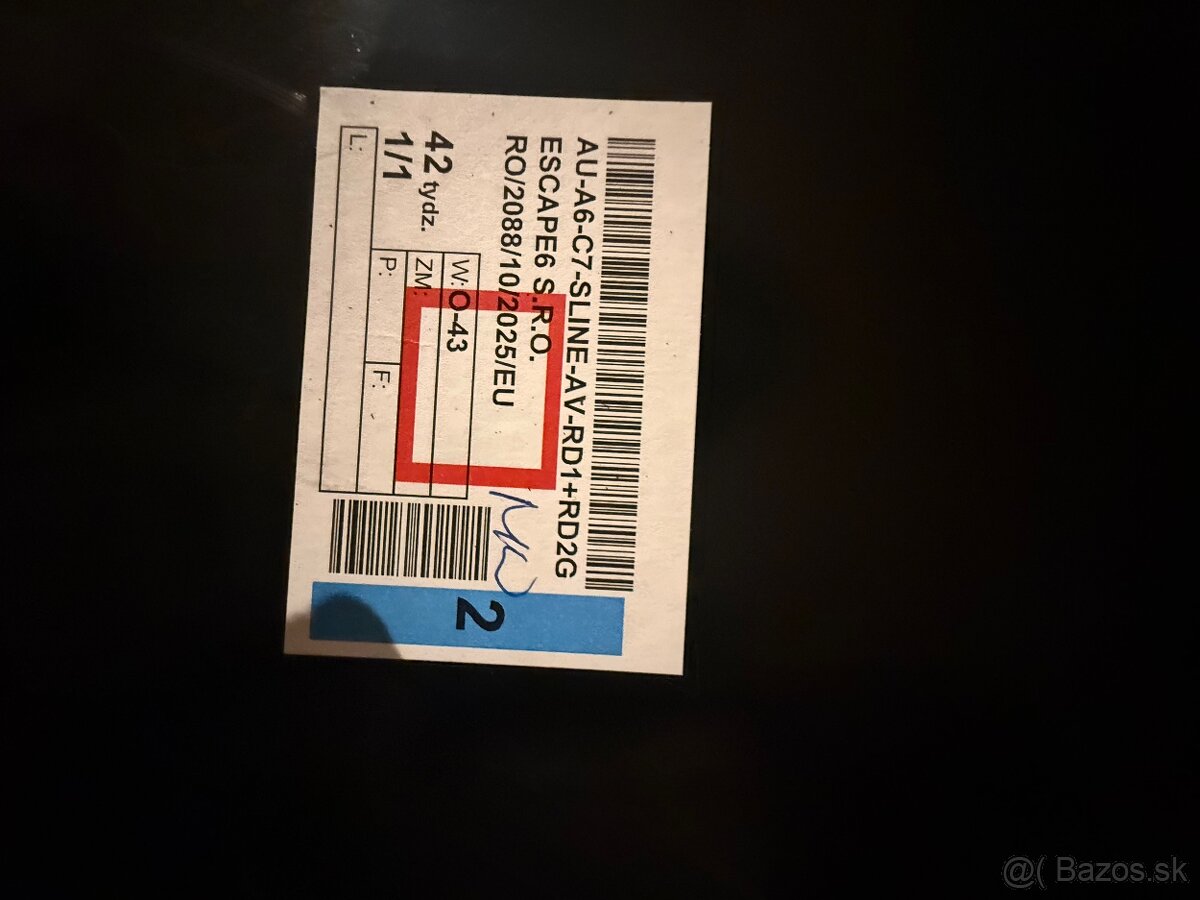 AU-A6-C7-SLINE-AV-RD1+RD2G
ESCAPE6 S.R.O.
RO/2088/10/2025/EU
42 tydz.
1/1
W: O-43
ZM:
P:
F:
L:
2
@( Bazos.sk